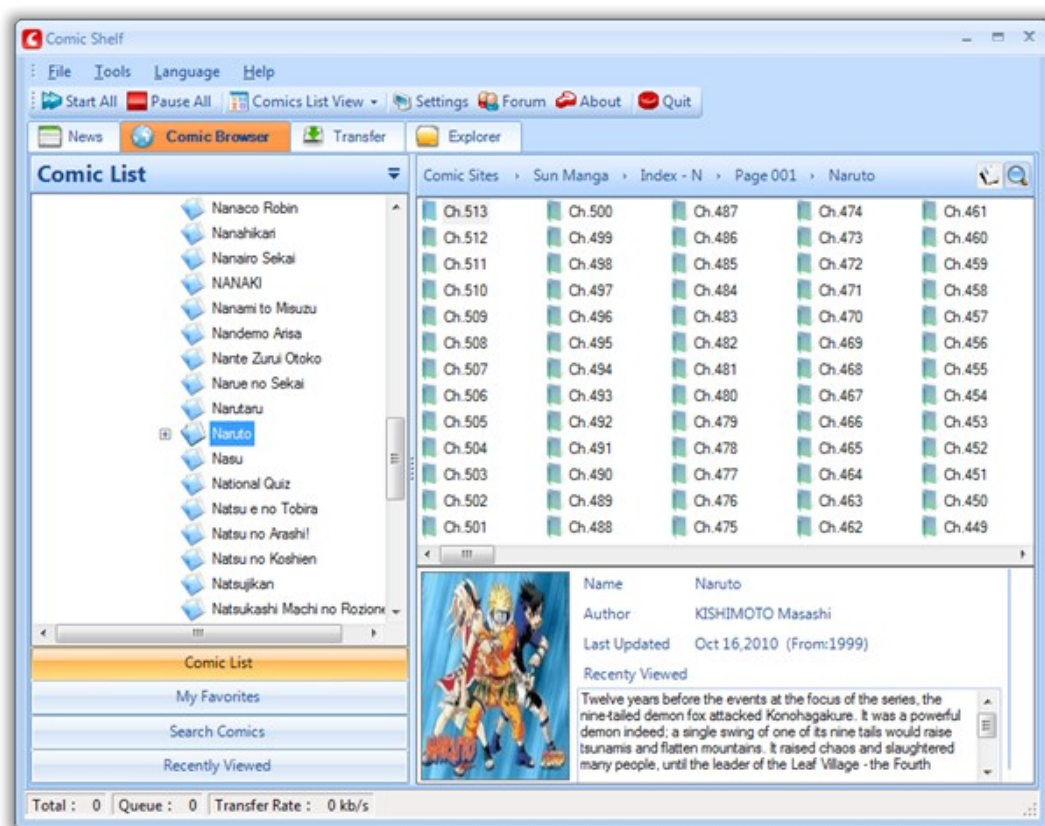 Comic Shelf
File Tools Language Help
Start All Pause All Comics List View Settings Forum About Quit
News Comic Browser Transfer Explorer
Comic List
Nanaco Robin
Nanahikari
Nanairo Sekai
NANAKI
Nanami to Misuzu
Nandemo Arisa
Nante Zurui Otoko
Narue no Sekai
Narutaru
Naruto
Nasu
National Quiz
Natsu e no Tobira
Natsu no Arashi!
Natsu no Koshien
Natsujikan
Natsukashi Machi no Rozione
Comic List
My Favorites
Search Comics
Recently Viewed
Comic Sites › Sun Manga › Index - N › Page 001 › Naruto
Ch.513 Ch.500 Ch.487 Ch.474 Ch.461
Ch.512 Ch.499 Ch.486 Ch.473 Ch.460
Ch.511 Ch.498 Ch.485 Ch.472 Ch.459
Ch.510 Ch.497 Ch.484 Ch.471 Ch.458
Ch.509 Ch.496 Ch.483 Ch.470 Ch.457
Ch.508 Ch.495 Ch.482 Ch.469 Ch.456
Ch.507 Ch.494 Ch.481 Ch.468 Ch.455
Ch.506 Ch.493 Ch.480 Ch.467 Ch.454
Ch.505 Ch.492 Ch.479 Ch.466 Ch.453
Ch.504 Ch.491 Ch.478 Ch.465 Ch.452
Ch.503 Ch.490 Ch.477 Ch.464 Ch.451
Ch.502 Ch.489 Ch.476 Ch.463 Ch.450
Ch.501 Ch.488 Ch.475 Ch.462 Ch.449
NARUTO
Name Naruto
Author KISHIMOTO Masashi
Last Updated Oct 16,2010 (From:1999)
Recenty Viewed
Twelve years before the events at the focus of the series, the
nine-tailed demon fox attacked Konohagakure. It was a powerful
demon indeed; a single swing of one of its nine tails would raise
tsunamis and flatten mountains. It raised chaos and slaughtered
many people, until the leader of the Leaf Village - the Fourth
Total : 0 Queue : 0 Transfer Rate : 0 kb/s